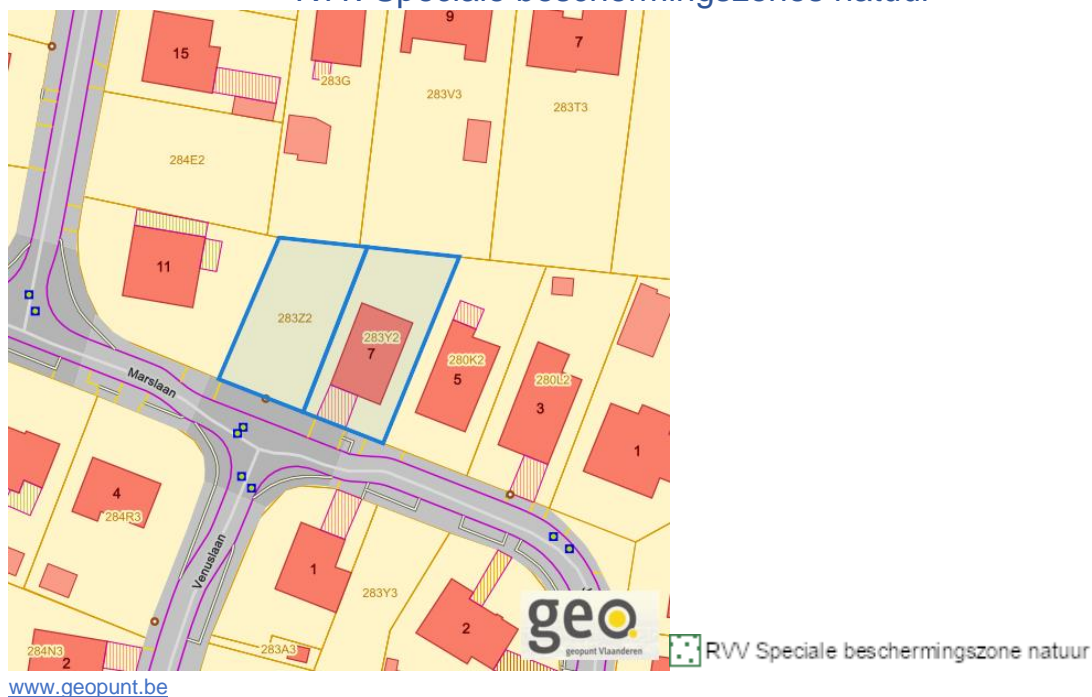 RVV Speciale beschermingszones natuur
9
7
15
283G
283V3
283T3
284E2
11
283Z2
283Y2
7
280K2
5
280L2
3
1
Marslaan
4
284R3
Venuslaan
1
283Y3
2
284N3
2
283A3
geo.
geopunt Vlaanderen
RVV Speciale beschermingszone natuur
www.geopunt.be